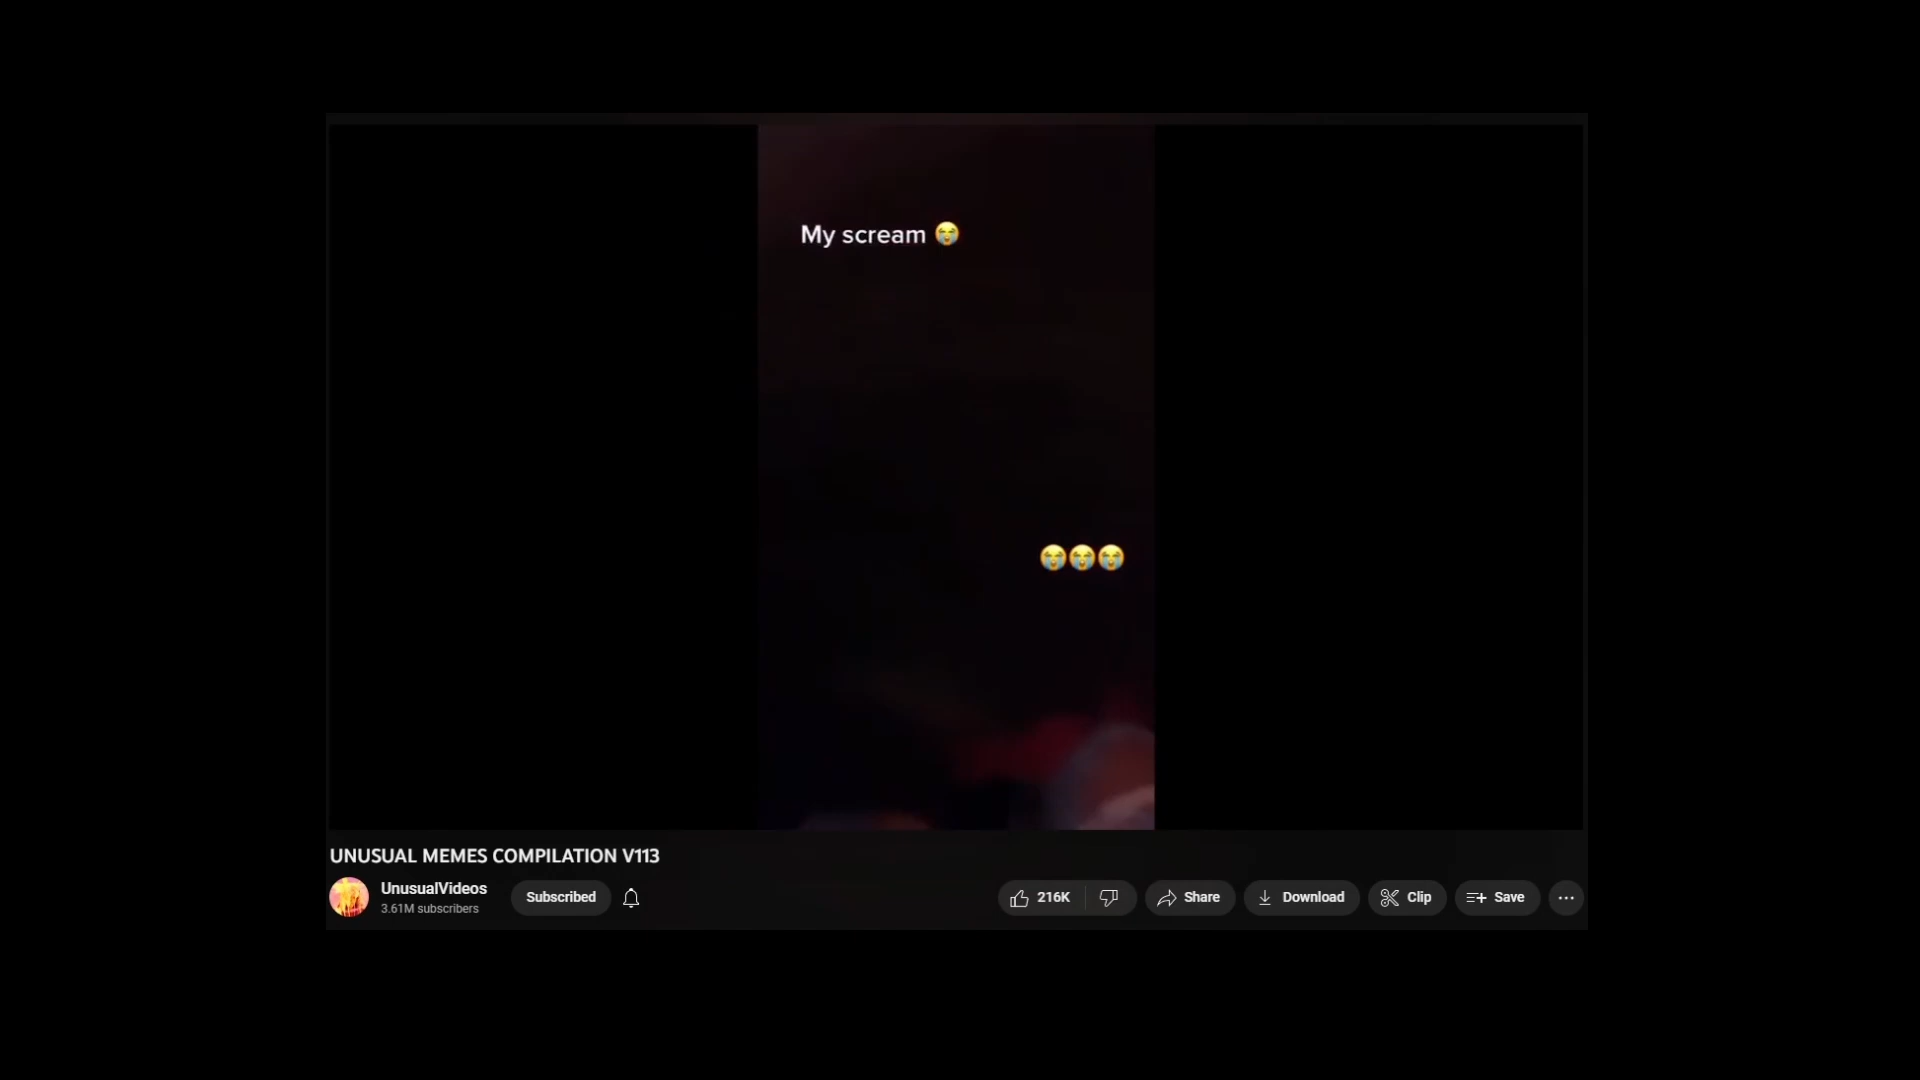 My scream 😭
😭😭😭
UNUSUAL MEMES COMPILATION V113
UnusualVideos
3.61M subscribers
Subscribed
216K
Share
Download
Clip
Save